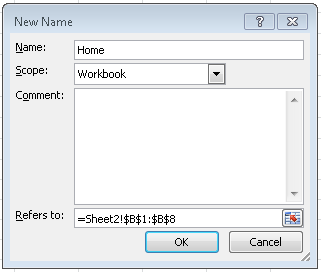 New Name
Name: Home
Scope: Workbook
Comment:
Refers to: =Sheet2!$B$1:$B$8
OK Cancel